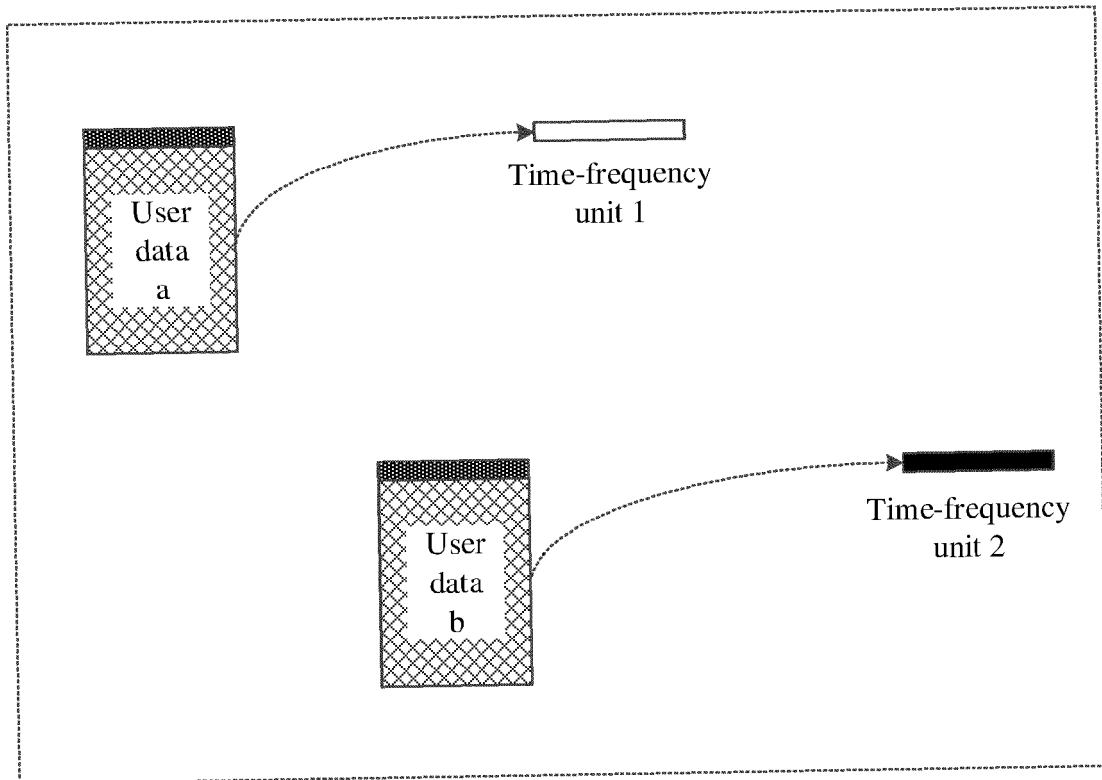 User
data
a
Time-frequency
unit 1
User
data
b
Time-frequency
unit 2